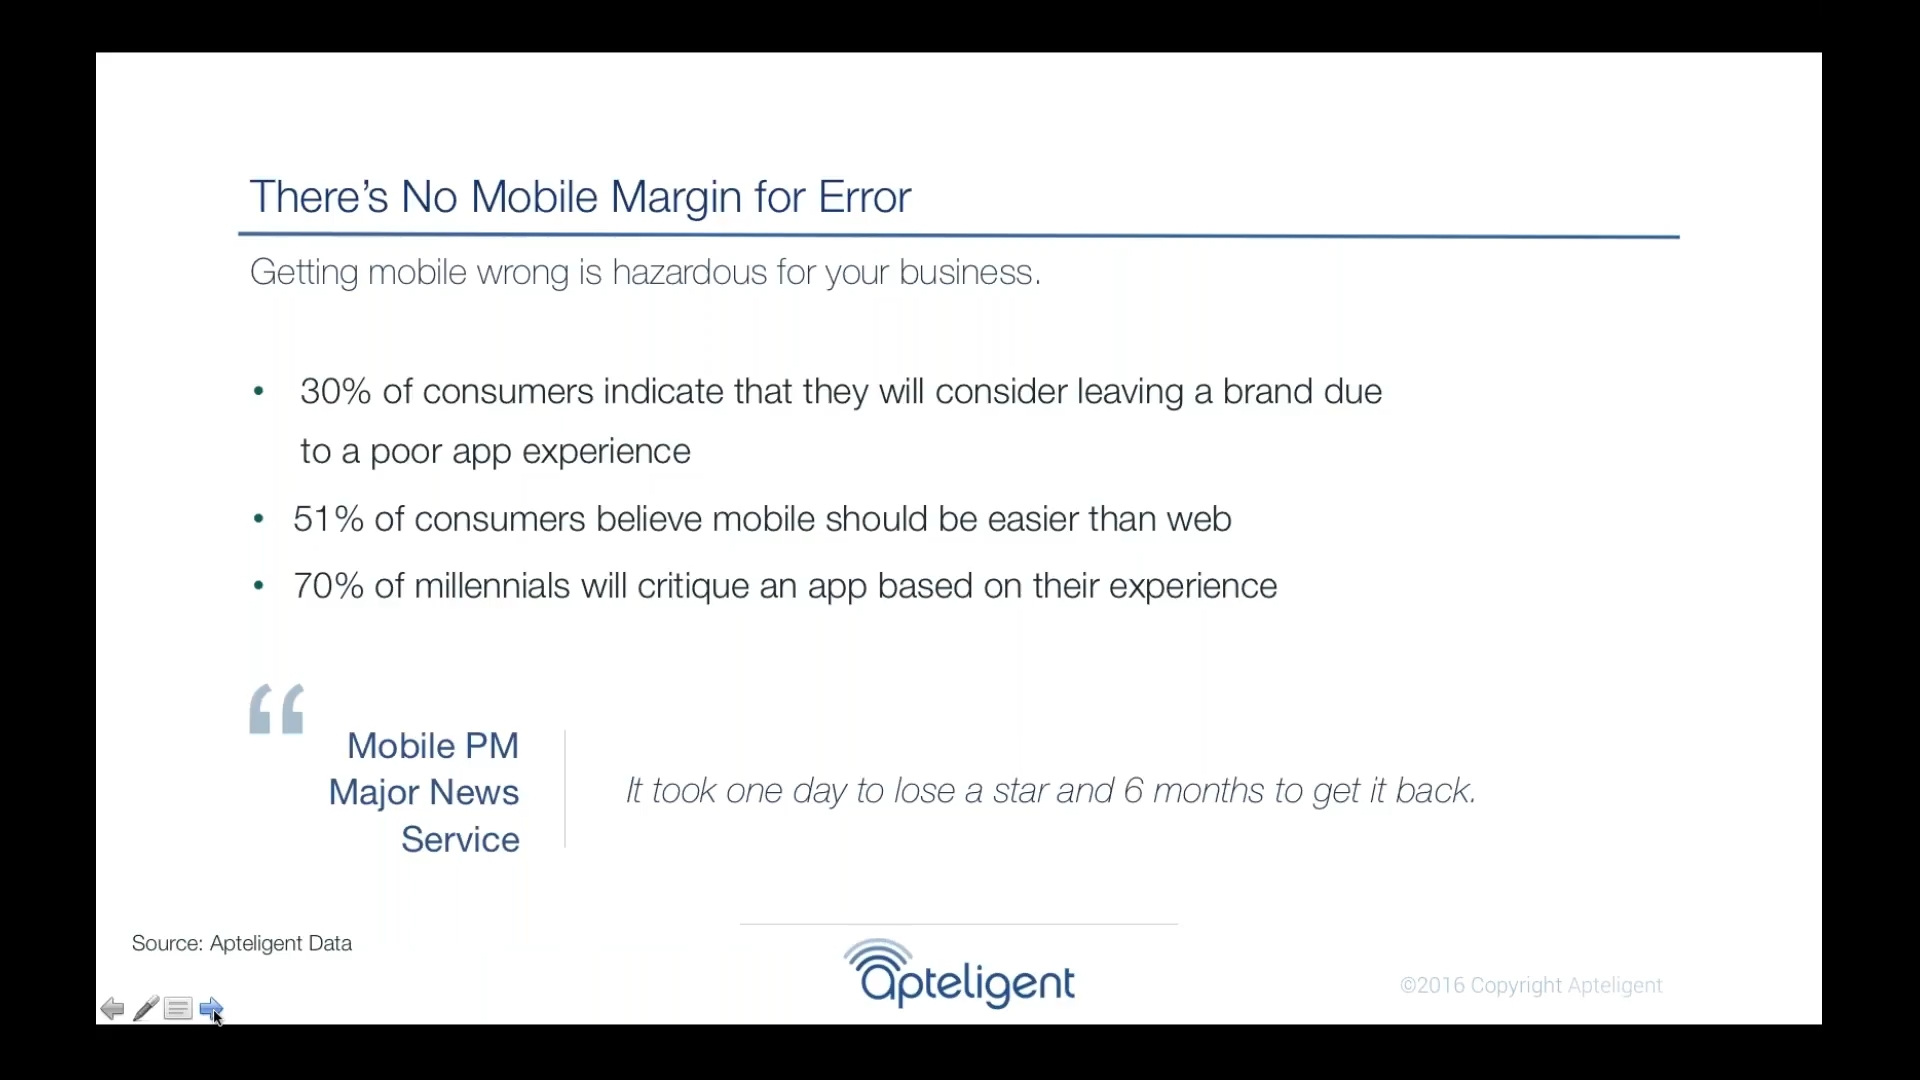 There's No Mobile Margin for Error
Getting mobile wrong is hazardous for your business.
• 30% of consumers indicate that they will consider leaving a brand due
to a poor app experience
• 51% of consumers believe mobile should be easier than web
• 70% of millennials will critique an app based on their experience
“
Mobile PM
Major News
Service
It took one day to lose a star and 6 months to get it back.
Source: Apteligent Data
apteligent
©2016 Copyright Apteligent